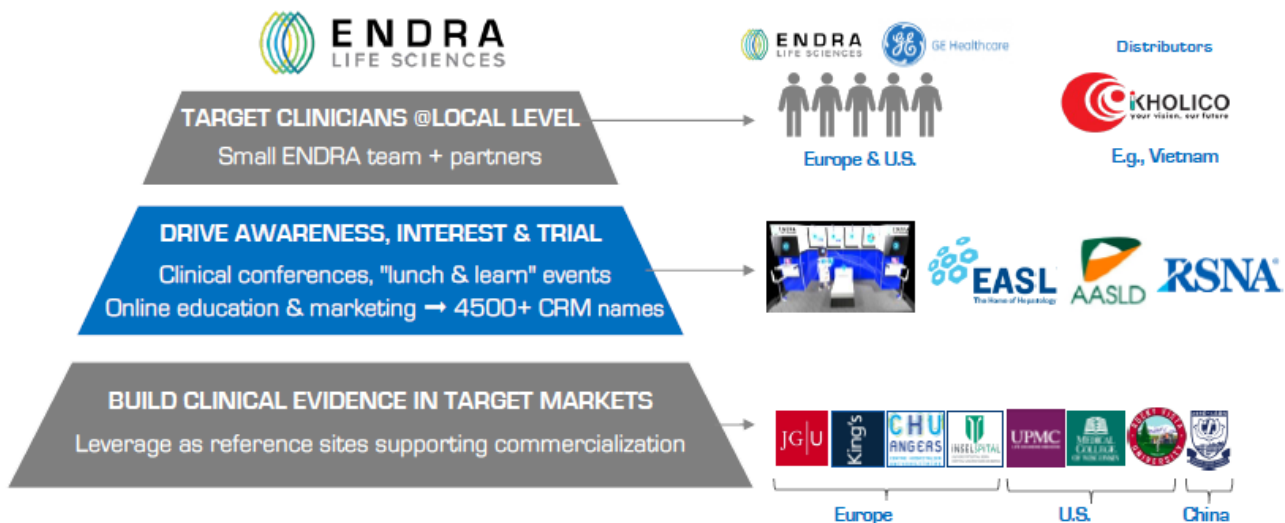 ENDRA
LIFE SCIENCES
TARGET CLINICIANS @LOCAL LEVEL
Small ENDRA team + partners
ENDRA
LIFE SCIENCES
GE Healthcare
Europe & U.S.
Distributors
KHOLICO
your vision, our future
E.g., Vietnam
DRIVE AWARENESS, INTEREST & TRIAL
Clinical conferences, "lunch & learn" events
Online education & marketing → 4500+ CRM names
EASL
The Home of Hepatology
AASLD
RSNA
BUILD CLINICAL EVIDENCE IN TARGET MARKETS
Leverage as reference sites supporting commercialization
JG|U
King's
CHU
ANGERS
INSELSPITAL
UPMC
MEDICAL
COLLEGE
OF WISCONSIN
ROCKY VISTA
UNIVERSITY
Europe
U.S.
China